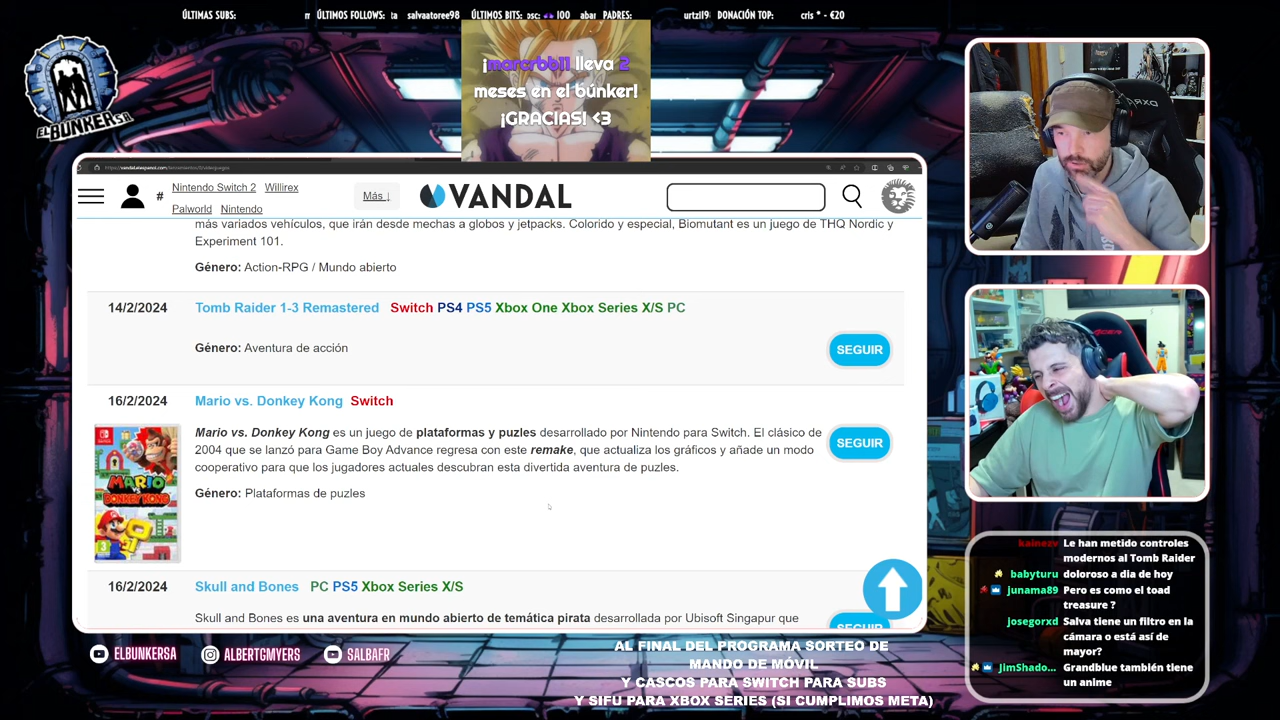 ÚLTIMAS SUBS:
ÚLTIMOS FOLLOWS:
salvaatoree98
ÚLTIMOS BITS:
100
PADRES:
DONACIÓN TOP:
cris * - €20
EL BUNKER S.A.
¡marcrbb11 lleva 2
meses en el búnker!
¡GRACIAS! <3
Nintendo Switch 2 Willirex
Palworld Nintendo
#
Más ↓
VANDAL
más variados vehículos, que irán desde mechas a globos y jetpacks. Colorido y especial, Biomutant es un juego de THQ Nordic y
Experiment 101.
Género: Action-RPG / Mundo abierto
14/2/2024 Tomb Raider 1-3 Remastered Switch PS4 PS5 Xbox One Xbox Series X/S PC
Género: Aventura de acción
SEGUIR
16/2/2024 Mario vs. Donkey Kong Switch
Mario vs. Donkey Kong es un juego de plataformas y puzles desarrollado por Nintendo para Switch. El clásico de
2004 que se lanzó para Game Boy Advance regresa con este remake, que actualiza los gráficos y añade un modo
cooperativo para que los jugadores actuales descubran esta divertida aventura de puzles.
SEGUIR
Género: Plataformas de puzles
MARIO
DONKEY KONG
16/2/2024 Skull and Bones PC PS5 Xbox Series X/S
Skull and Bones es una aventura en mundo abierto de temática pirata desarrollada por Ubisoft Singapur que
SEGUIR
kainezv Le han metido controles
modernos al Tomb Raider
babyturu doloroso a dia de hoy
Junama89 Pero es como el toad
treasure ?
josegorxd Salva tiene un filtro en la
cámara o está así de
mayor?
JimShado... Grandblue también tiene
un anime
ELBUNKERSA
ALBERTGMYERS
SALBAFR
AL FINAL DEL PROGRAMA SORTEO DE
MANDO DE MÓVIL
Y CASCOS PARA SWITCH PARA SUBS
Y SIFU PARA XBOX SERIES (SI CUMPLIMOS META)